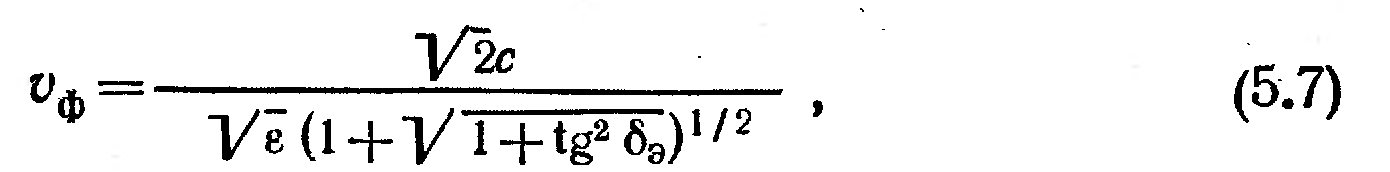 v_ф = √2c / √ε (1 + √(1 + tg² δ_э))^{1/2} , (5.7)